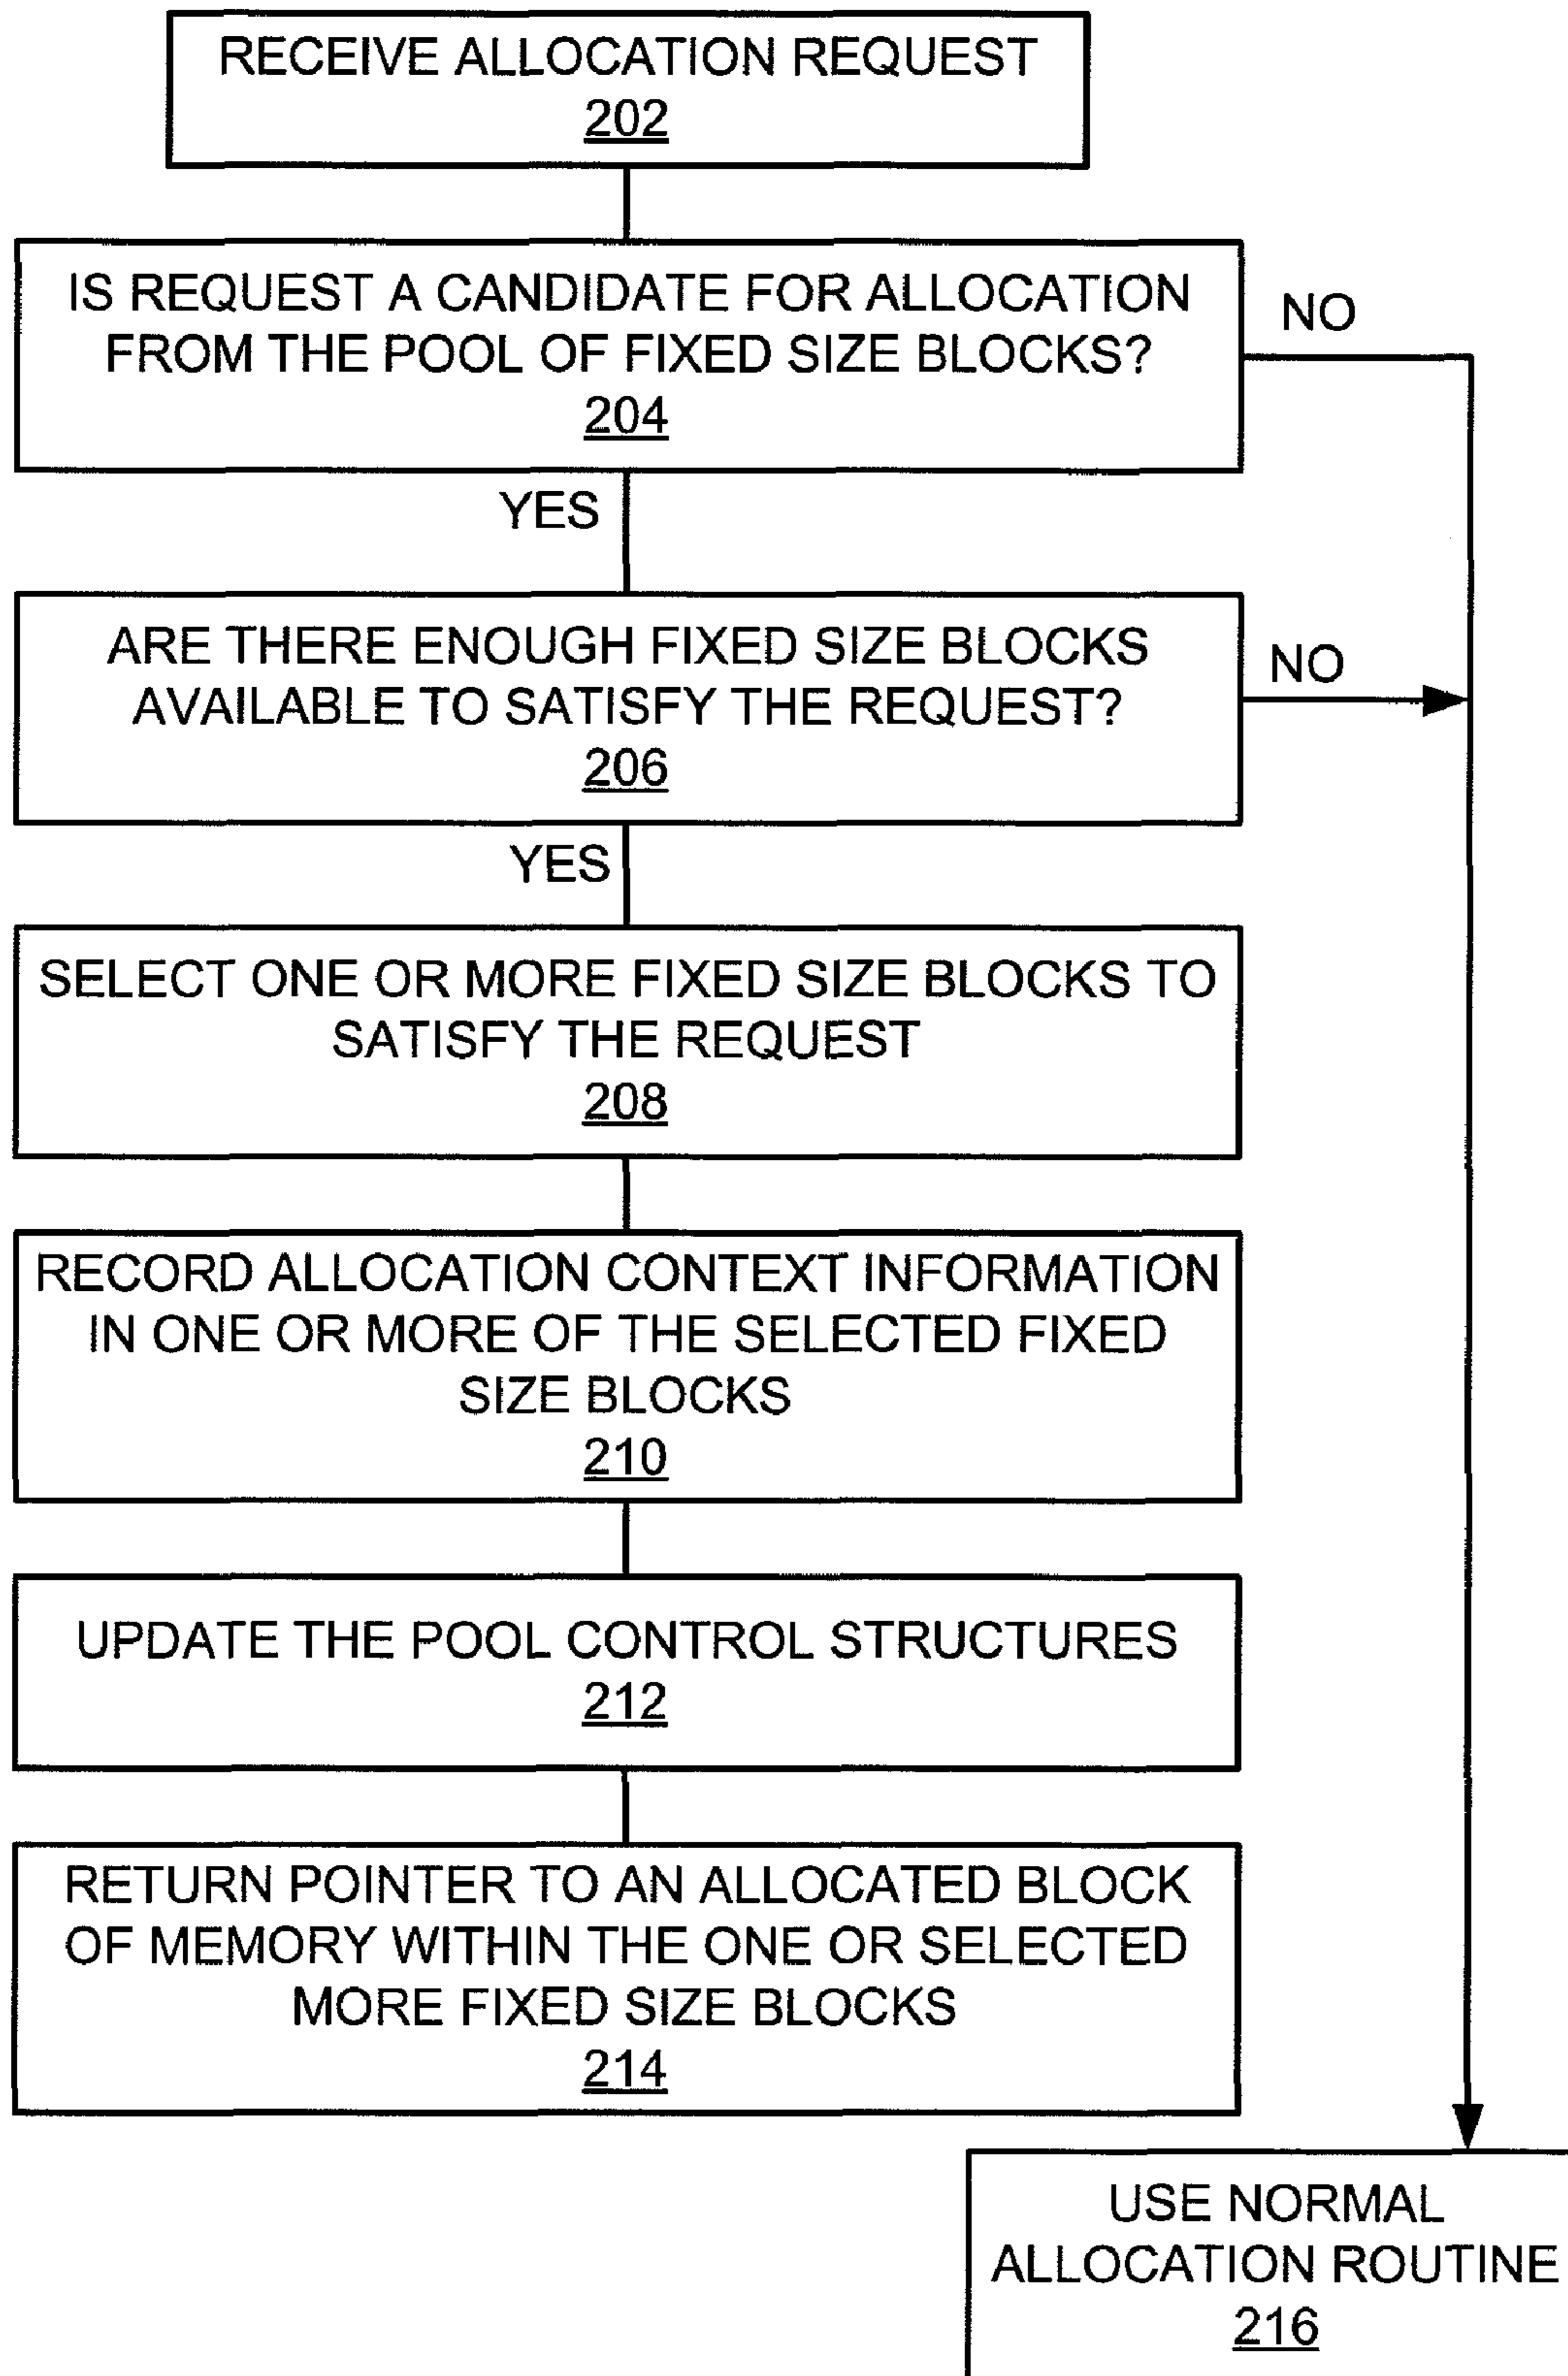 RECEIVE ALLOCATION REQUEST
202
IS REQUEST A CANDIDATE FOR ALLOCATION
FROM THE POOL OF FIXED SIZE BLOCKS?
204
NO
YES
ARE THERE ENOUGH FIXED SIZE BLOCKS
AVAILABLE TO SATISFY THE REQUEST?
206
NO
YES
SELECT ONE OR MORE FIXED SIZE BLOCKS TO
SATISFY THE REQUEST
208
RECORD ALLOCATION CONTEXT INFORMATION
IN ONE OR MORE OF THE SELECTED FIXED
SIZE BLOCKS
210
UPDATE THE POOL CONTROL STRUCTURES
212
RETURN POINTER TO AN ALLOCATED BLOCK
OF MEMORY WITHIN THE ONE OR SELECTED
MORE FIXED SIZE BLOCKS
214
USE NORMAL
ALLOCATION ROUTINE
216